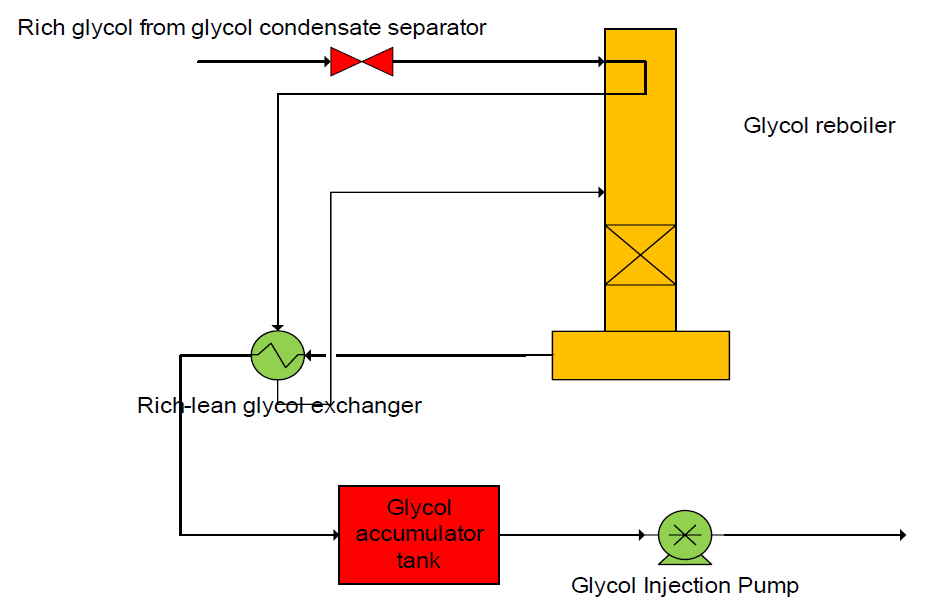 Rich glycol from glycol condensate separator
Glycol reboiler
Rich-lean glycol exchanger
Glycol
accumulator
tank
Glycol Injection Pump